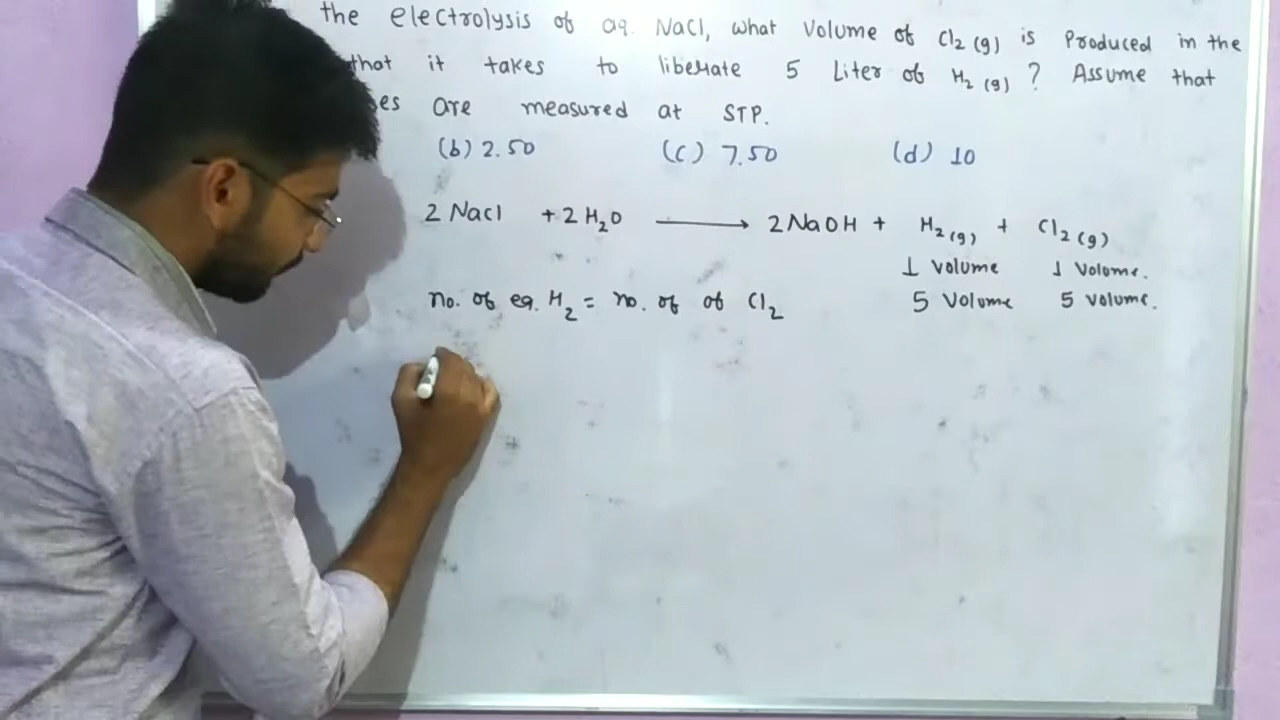 the electrolysis of aq. NaCl, what Volume of Cl2 (g) is Produced in the
that it takes to liberate 5 Liter of H2 (g) ? Assume that
es are measured at STP.
(b) 2.50 (c) 7.50 (d) 10
2 NaCl + 2 H2O ⟶ 2 NaOH + H2 (g) + Cl2 (g)
1 Volume 1 Volume.
no. of eq. H2 = no. of of Cl2 5 Volume 5 volume.